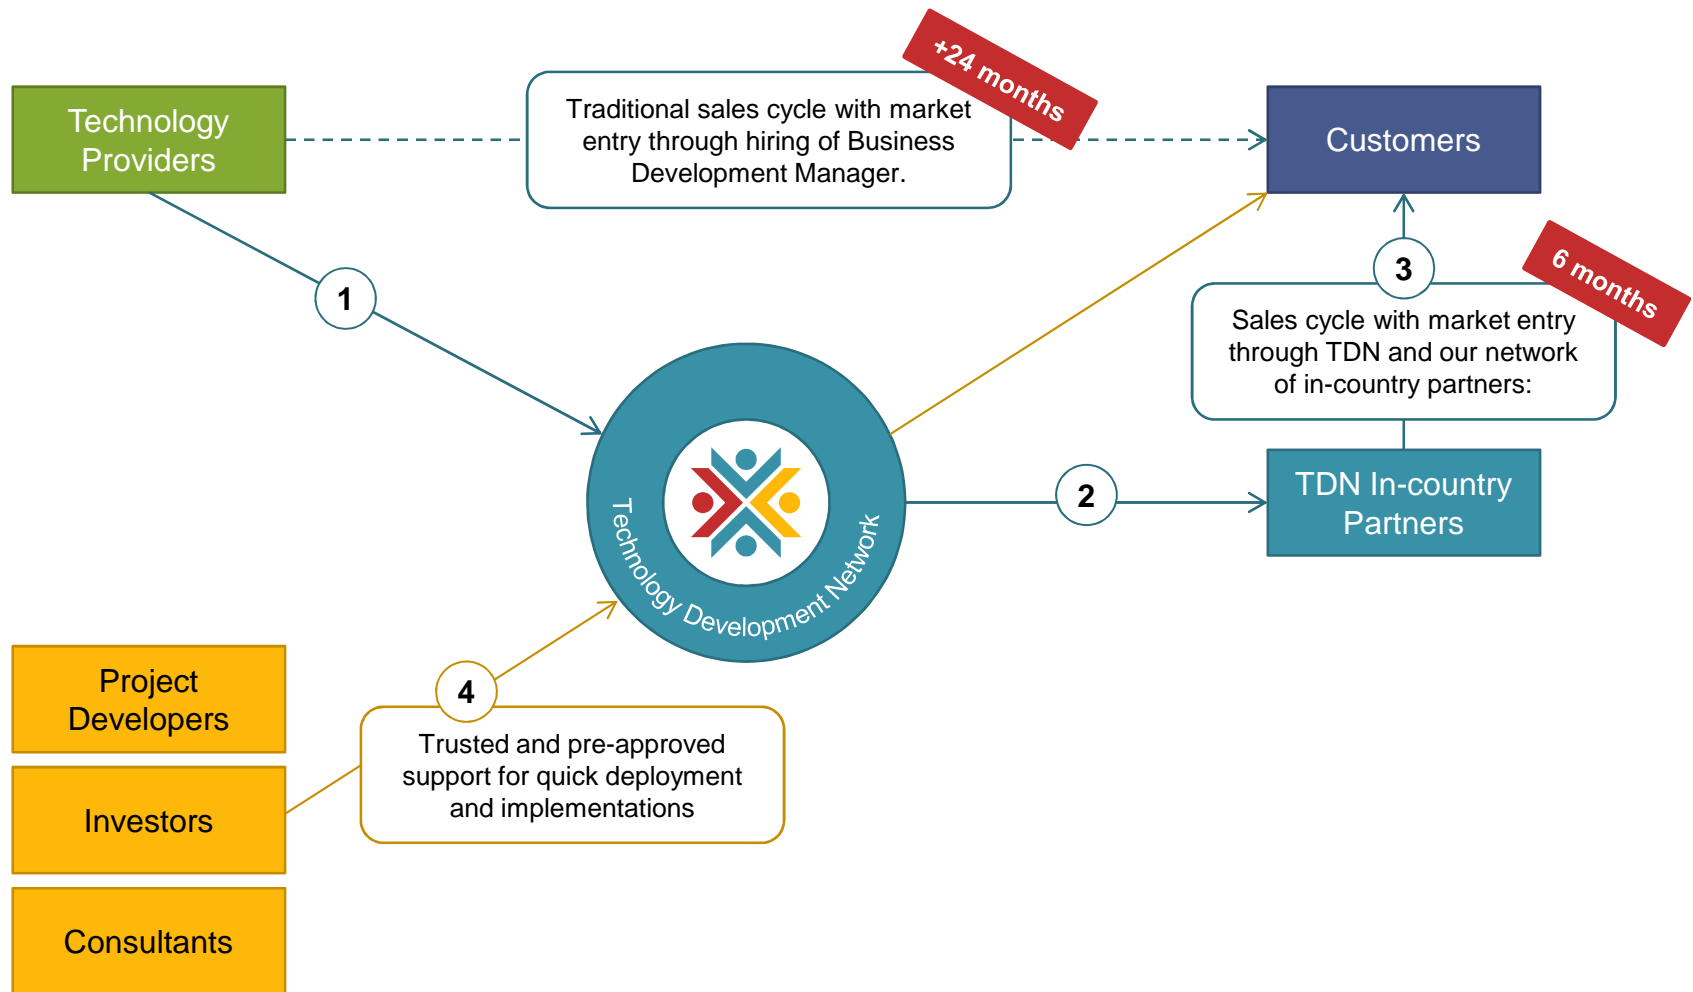 +24 months
Technology
Providers
Traditional sales cycle with market
entry through hiring of Business
Development Manager.
Customers
1
3
6 months
Sales cycle with market entry
through TDN and our network
of in-country partners:
2
TDN In-country
Partners
Technology Development Network
4
Trusted and pre-approved
support for quick deployment
and implementations
Project
Developers
Investors
Consultants